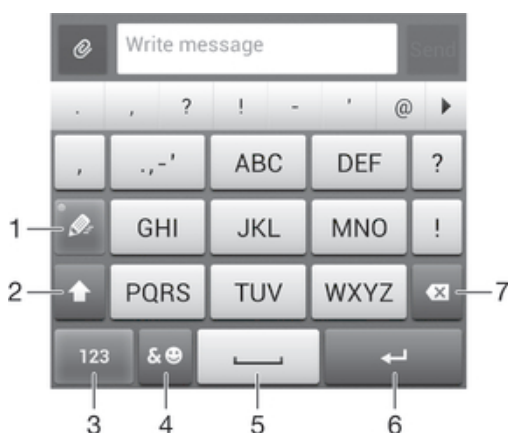 Write message Send
. , ? ! - ' @
, .,-' ABC DEF ?
1 GHI JKL MNO !
2 PQRS TUV WXYZ 7
123 &
3 4 5 6